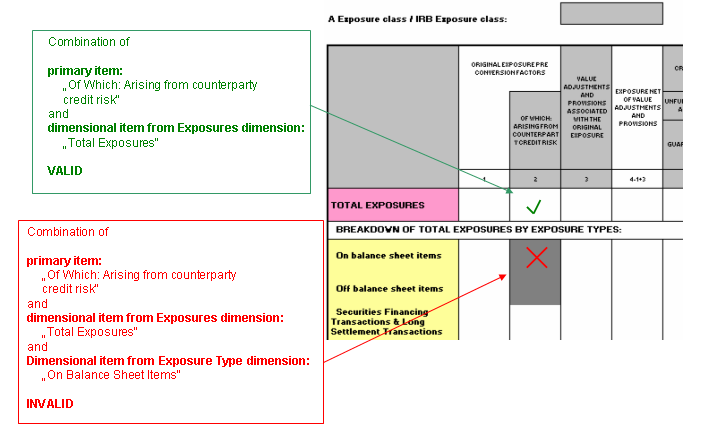 Combination of
primary item:
„Of Which: Arising from counterparty
credit risk”
and
dimensional item from Exposures dimension:
„Total Exposures”
VALID
Combination of
primary item:
„Of Which: Arising from counterparty
credit risk”
and
dimensional item from Exposures dimension:
„Total Exposures”
and
Dimensional item from Exposure Type dimension:
„On Balance Sheet Items”
INVALID
A Exposure class / IRB Exposure class:
ORIGINAL EXPOSURE PRE
CONVERSION FACTORS
OF WHICH:
ARISING FROM
COUNTERPART
Y CREDIT RISK
VALUE
ADJUSTMENTS
AND
PROVISIONS
ASSOCIATED
WITH THE
ORIGINAL
EXPOSURE
EXPOSURE NET
OF VALUE
ADJUSTMENTS
AND
PROVISIONS
CR
UNFU
A
GUAR
1
2
3
4=1+3
TOTAL EXPOSURES
BREAKDOWN OF TOTAL EXPOSURES BY EXPOSURE TYPES:
On balance sheet items
Off balance sheet items
Securities Financing
Transactions & Long
Settlement Transactions